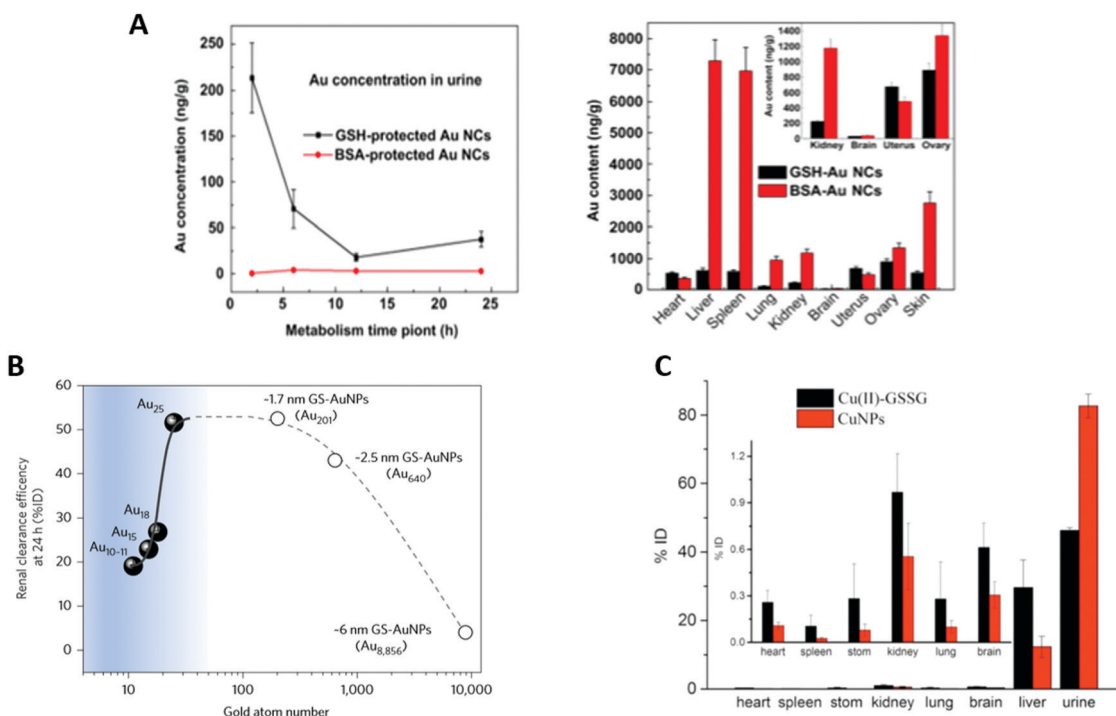 A
250
200
150
100
50
0
Au concentration (ng/g)
Au concentration in urine
GSH-protected Au NCs
BSA-protected Au NCs
0 5 10 15 20 25
Metabolism time piont (h)
8000
7000
6000
5000
4000
3000
2000
1000
0
Au content (ng/g)
1400
1200
1000
800
600
400
200
0
Au content (ng/g)
Kidney Brain Uterus Ovary
GSH-Au NCs
BSA-Au NCs
Heart Liver Spleen Lung Kidney Brain Uterus Ovary Skin
B
60
50
40
30
20
10
0
Renal clearance efficency
at 24 h (%ID)
Au25
~1.7 nm GS-AuNPs
(Au201)
~2.5 nm GS-AuNPs
(Au640)
Au18
Au15
Au10–11
~6 nm GS-AuNPs
(Au8,856)
10 100 1,000 10,000
Gold atom number
C
80
60
40
20
0
% ID
Cu(II)-GSSG
CuNPs
1.2
0.9
0.6
0.3
0.0
% ID
heart spleen stom kidney lung brain
heart spleen stom kidney lung brain liver urine